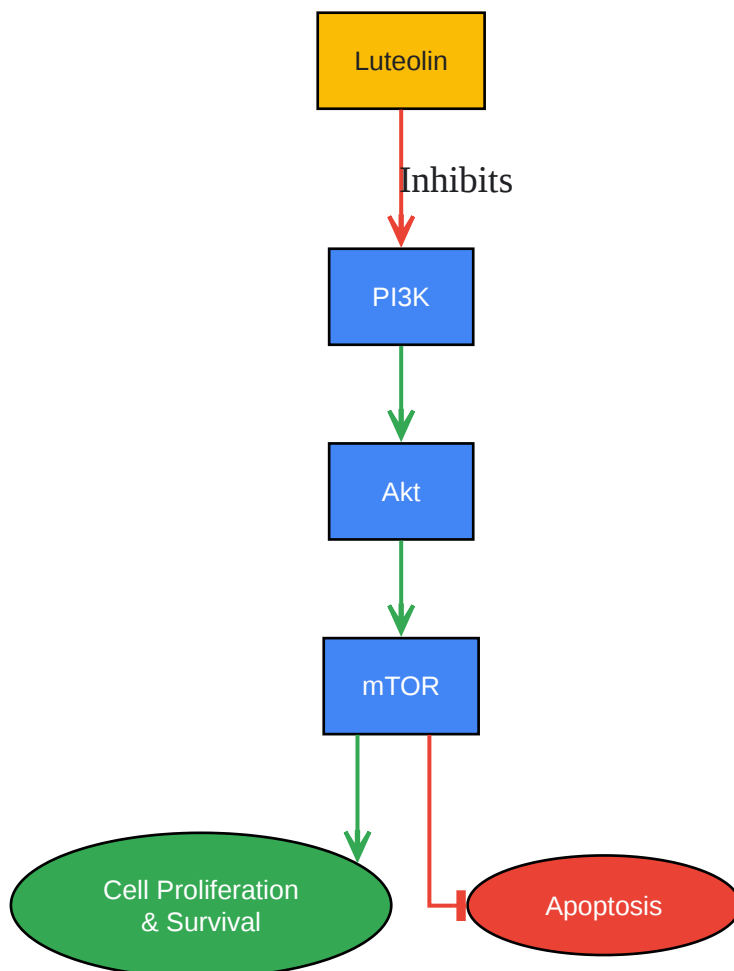 Luteolin
Inhibits
PI3K
Akt
mTOR
Cell Proliferation
& Survival
Apoptosis